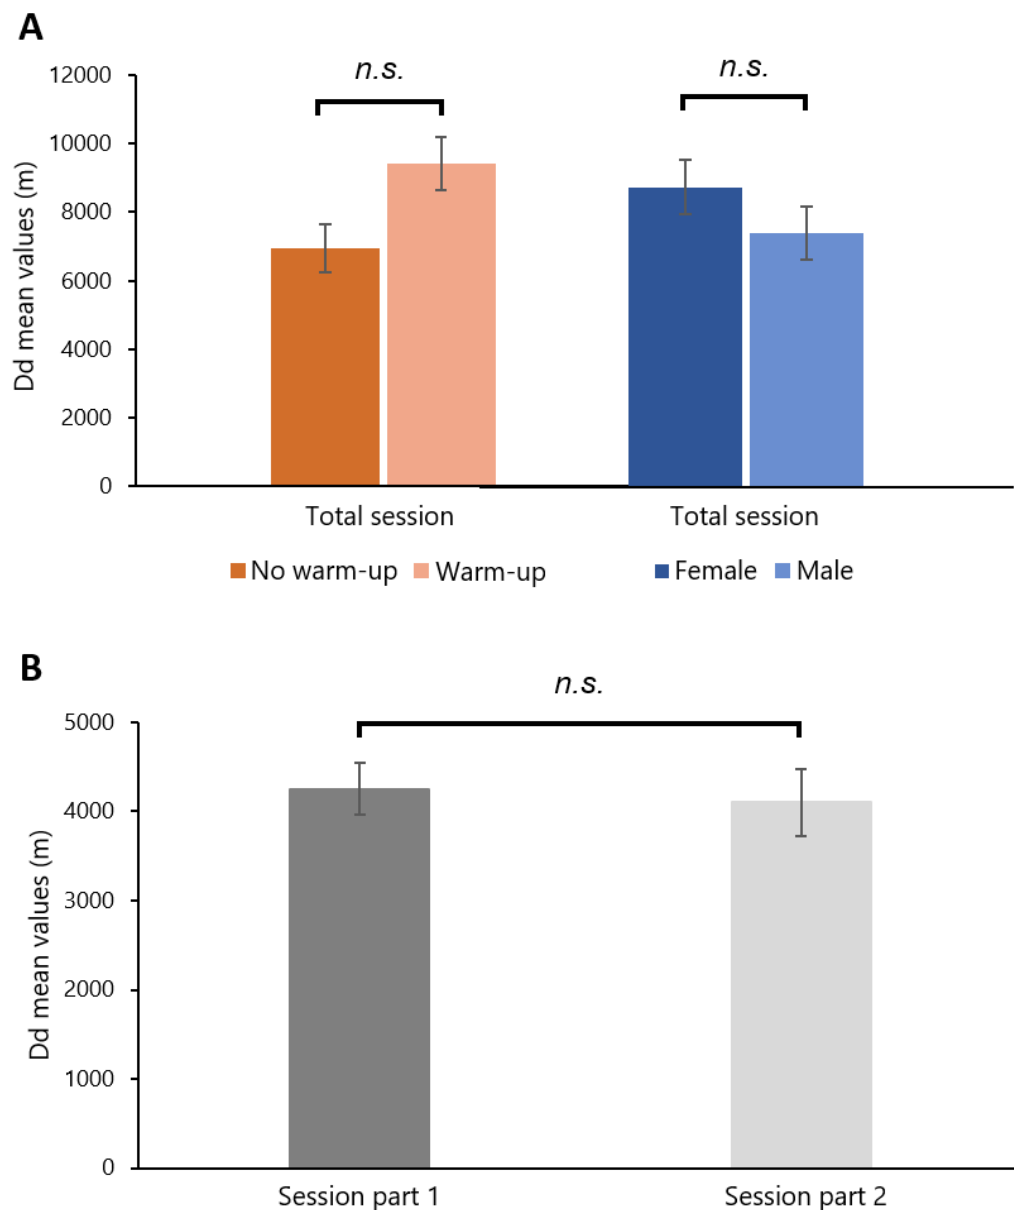 A
n.s. n.s.
12000
10000
8000
6000
4000
2000
0
Dd mean values (m)
Total session Total session
No warm-up Warm-up Female Male
B
n.s.
5000
4000
3000
2000
1000
0
Dd mean values (m)
Session part 1 Session part 2